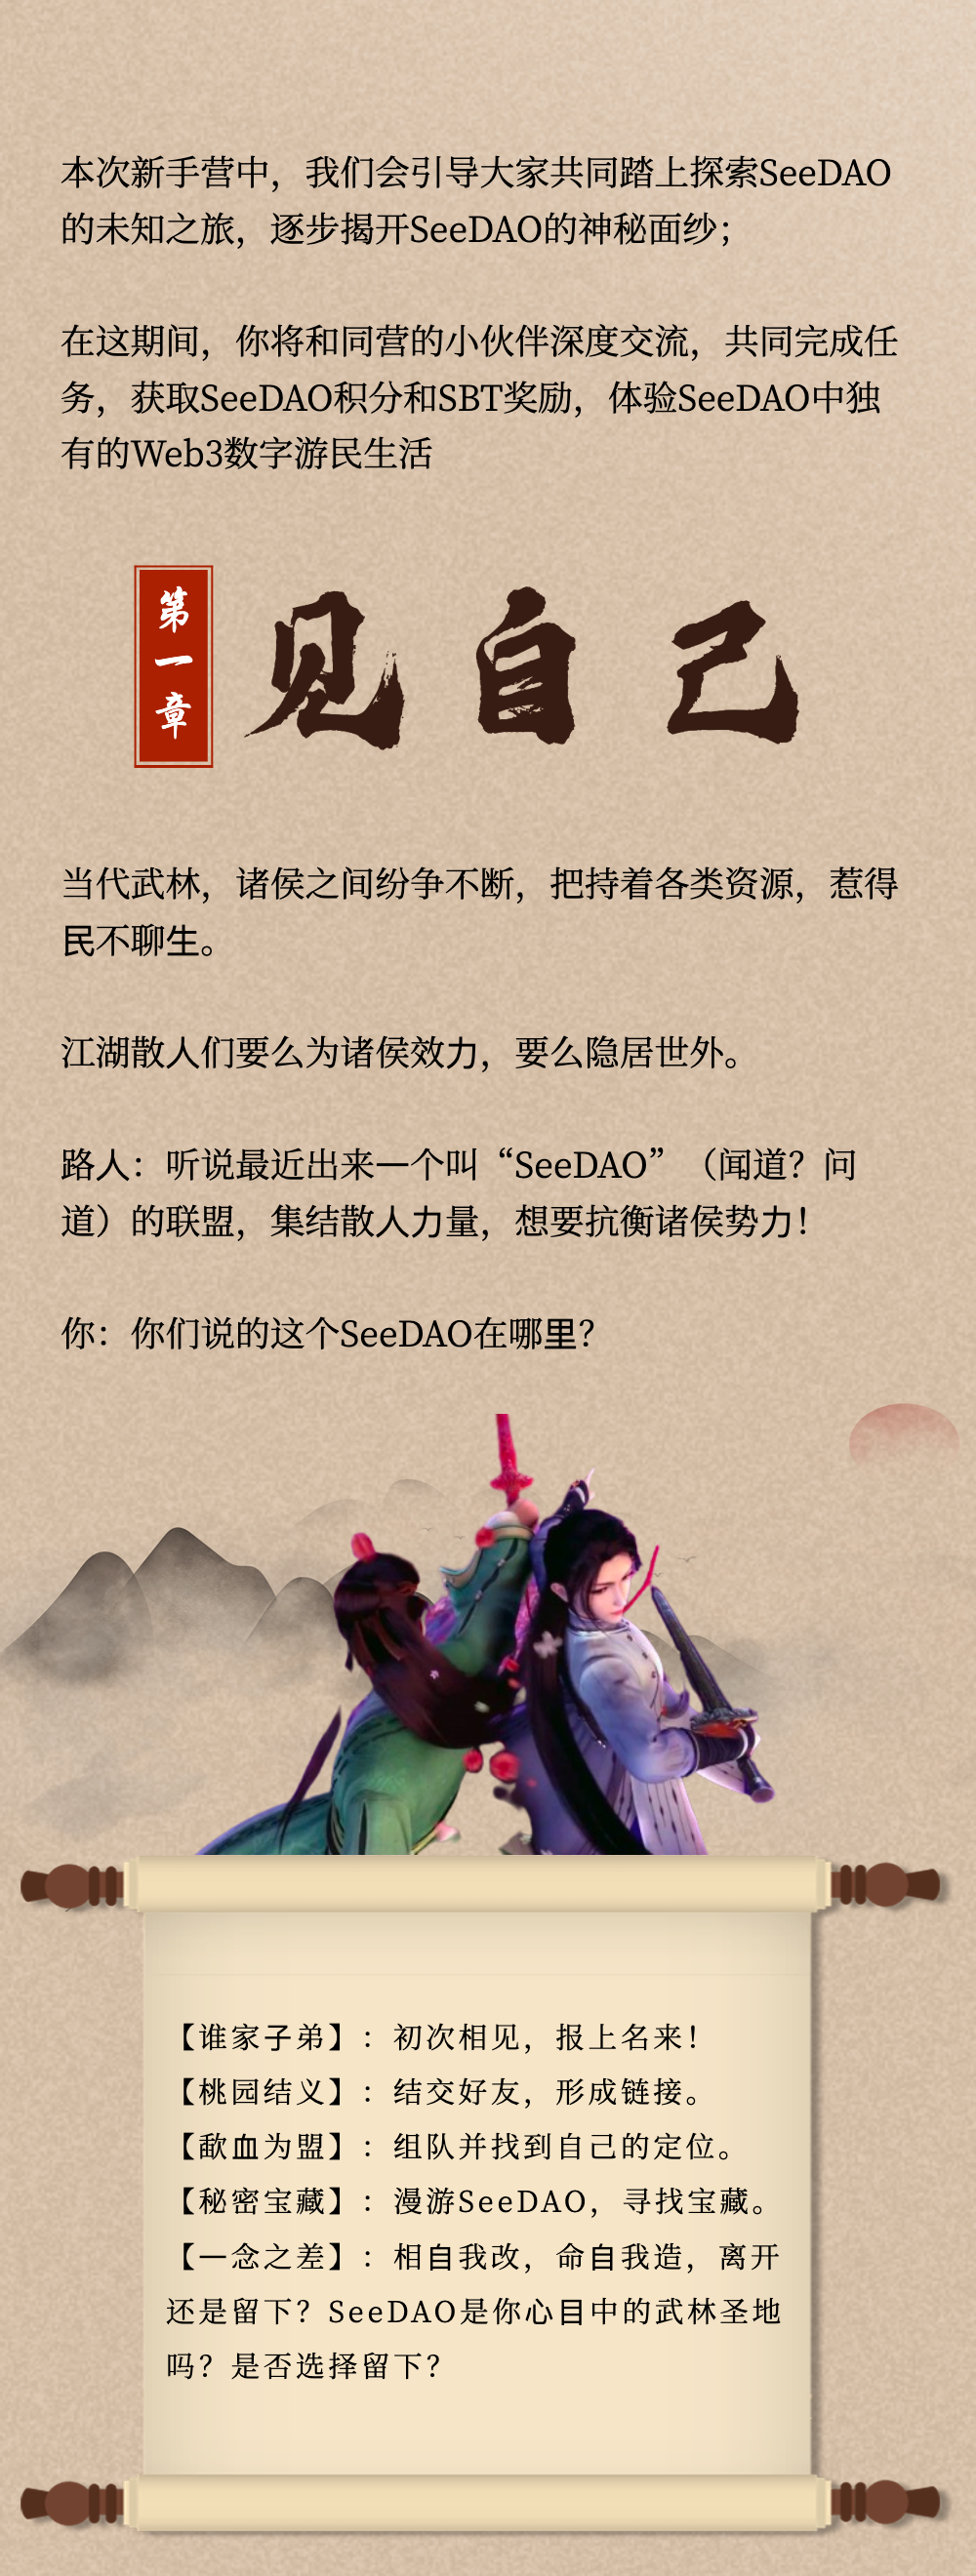 本次新手营中，我们会引导大家共同踏上探索SeeDAO
的未知之旅，逐步揭开SeeDAO的神秘面纱；
在这期间，你将和同营的小伙伴深度交流，共同完成任
务，获取SeeDAO积分和SBT奖励，体验SeeDAO中独
有的Web3数字游民生活
第一章
见自己
当代武林，诸侯之间纷争不断，把持着各类资源，惹得
民不聊生。
江湖散人们要么为诸侯效力，要么隐居世外。
路人：听说最近出来一个叫“SeeDAO”（闻道？问
道）的联盟，集结散人力量，想要抗衡诸侯势力！
你：你们说的这个SeeDAO在哪里？
【谁家子弟】：初次相见，报上名来！
【桃园结义】：结交好友，形成链接。
【歃血为盟】：组队并找到自己的定位。
【秘密宝藏】：漫游SeeDAO，寻找宝藏。
【一念之差】：相自我改，命自我造，离开
还是留下？SeeDAO是你心目中的武林圣地
吗？是否选择留下？